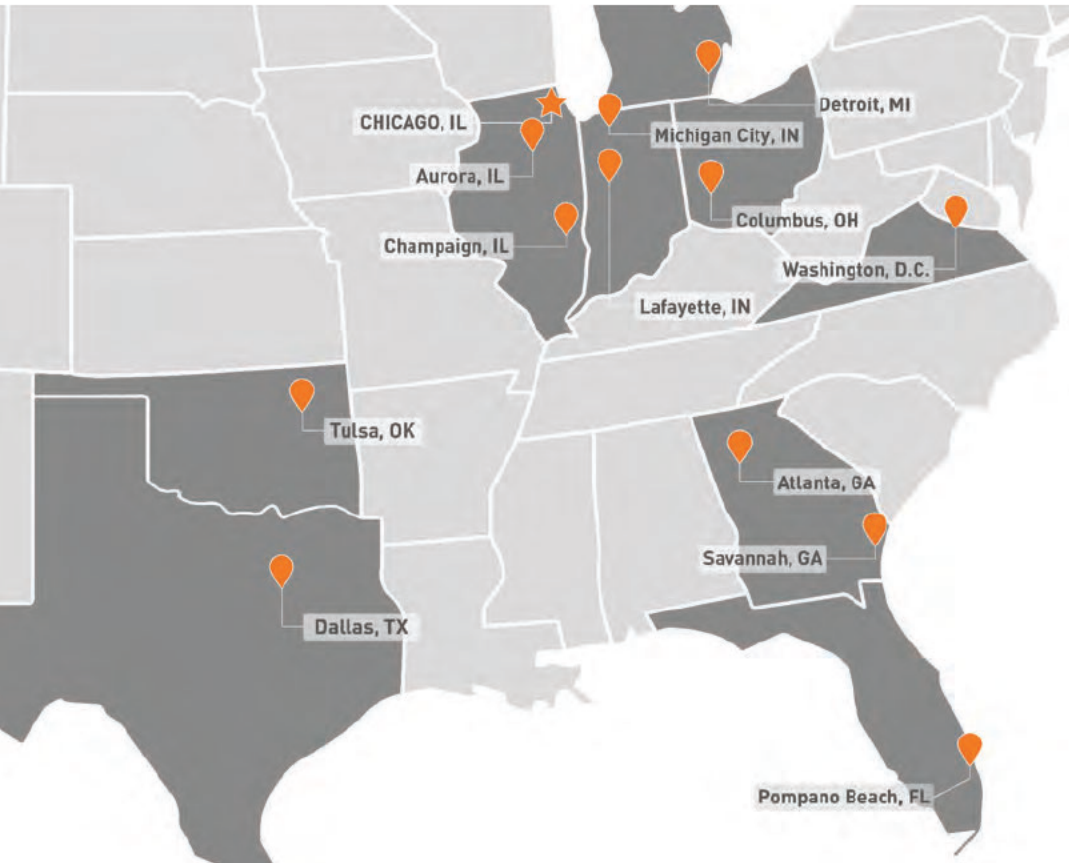 Detroit, MI
CHICAGO, IL
Michigan City, IN
Aurora, IL
Columbus, OH
Champaign, IL
Washington, D.C.
Lafayette, IN
Tulsa, OK
Atlanta, GA
Savannah, GA
Dallas, TX
Pompano Beach, FL